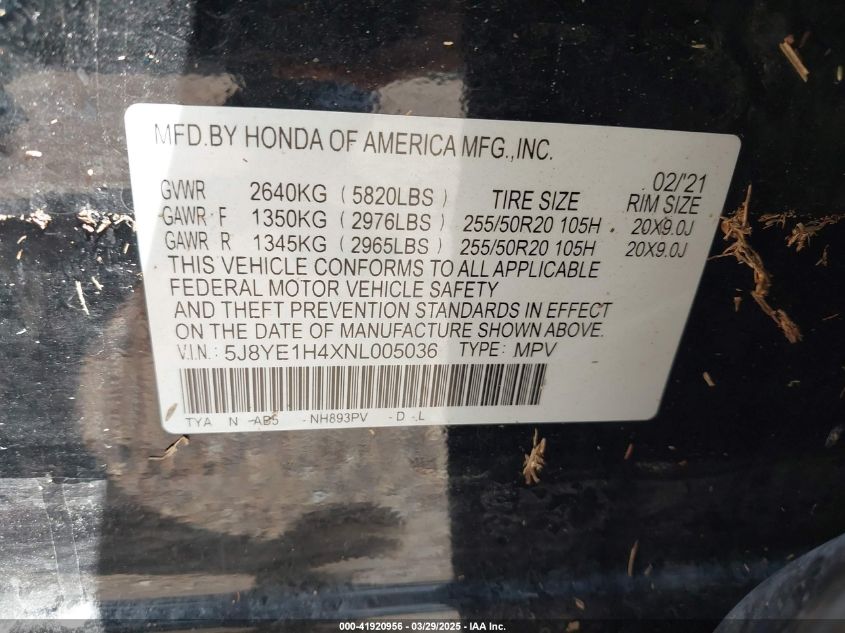 MFD.BY HONDA OF AMERICA MFG.,INC.
02/'21
GVWR 2640KG (5820LBS) TIRE SIZE RIM SIZE
GAWR F 1350KG (2976LBS) 255/50R20 105H 20X9.0J
GAWR R 1345KG (2965LBS) 255/50R20 105H 20X9.0J
THIS VEHICLE CONFORMS TO ALL APPLICABLE
FEDERAL MOTOR VEHICLE SAFETY
AND THEFT PREVENTION STANDARDS IN EFFECT
ON THE DATE OF MANUFACTURE SHOWN ABOVE.
V.I.N: 5J8YE1H4XNL005036 TYPE: MPV
TYA N -AB5 -NH893PV -D -L
000-41920956 - 03/29/2025 - IAA Inc.